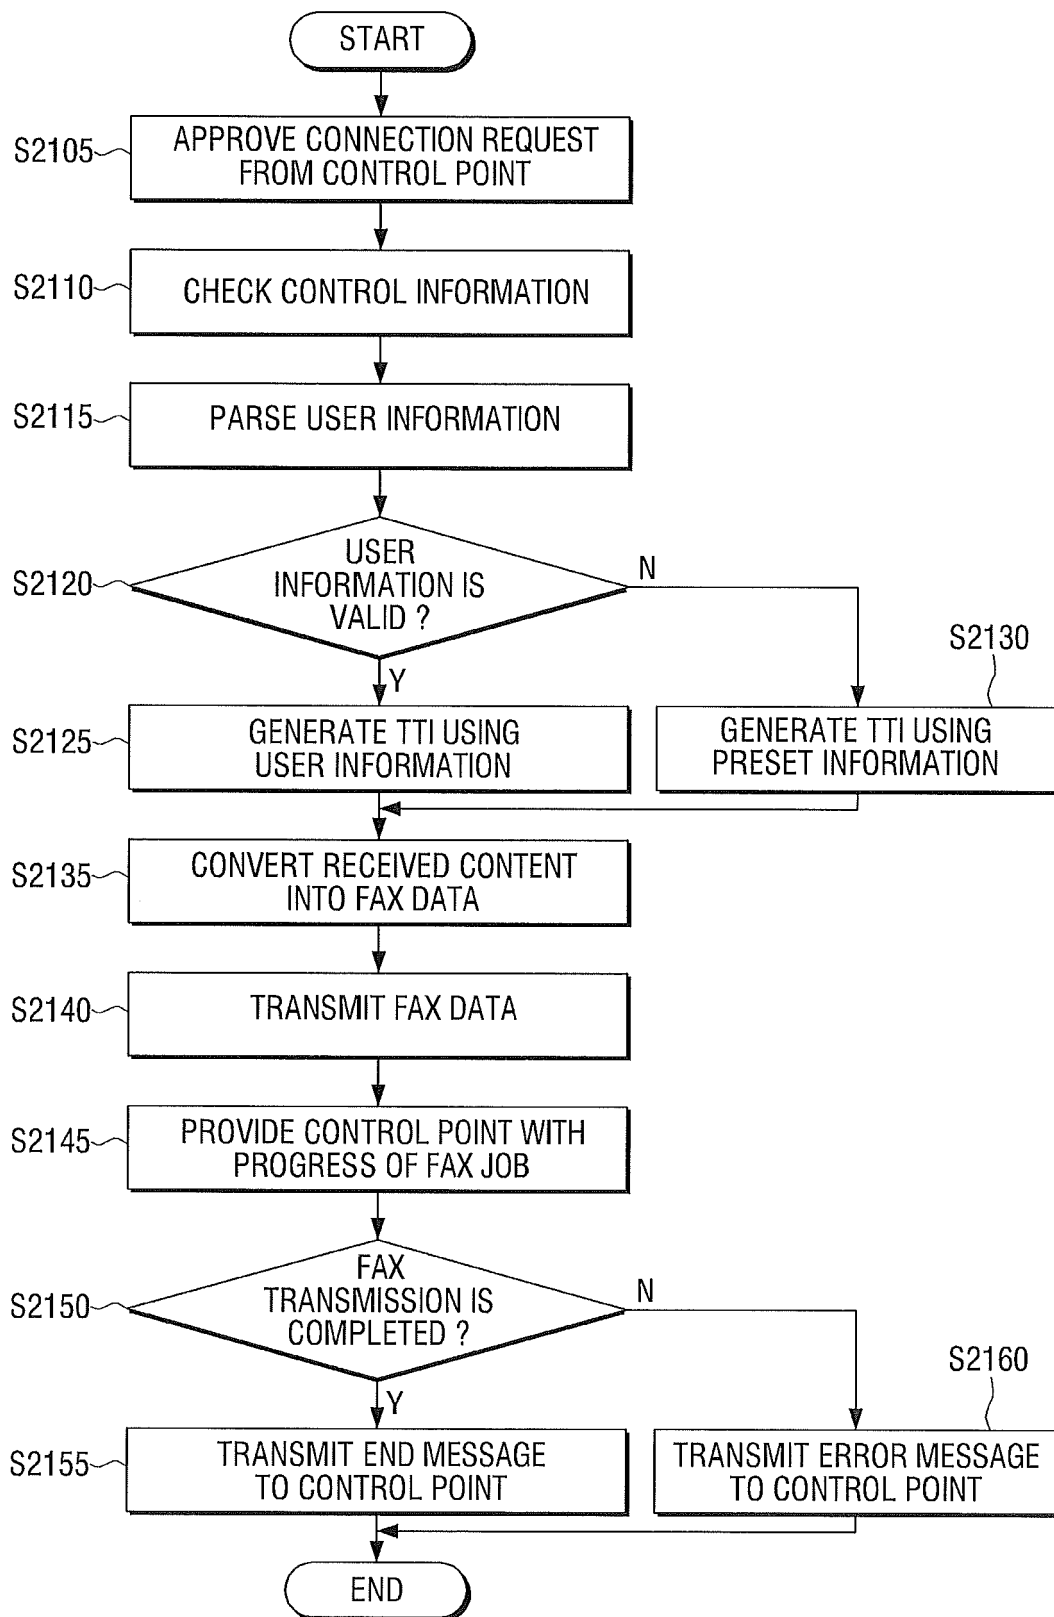 START
S2105
APPROVE CONNECTION REQUEST
FROM CONTROL POINT
S2110
CHECK CONTROL INFORMATION
S2115
PARSE USER INFORMATION
S2120
USER
INFORMATION IS
VALID ?
N
Y
S2130
S2125
GENERATE TTI USING
USER INFORMATION
GENERATE TTI USING
PRESET INFORMATION
S2135
CONVERT RECEIVED CONTENT
INTO FAX DATA
S2140
TRANSMIT FAX DATA
S2145
PROVIDE CONTROL POINT WITH
PROGRESS OF FAX JOB
S2150
FAX
TRANSMISSION IS
COMPLETED ?
N
Y
S2160
S2155
TRANSMIT END MESSAGE
TO CONTROL POINT
TRANSMIT ERROR MESSAGE
TO CONTROL POINT
END